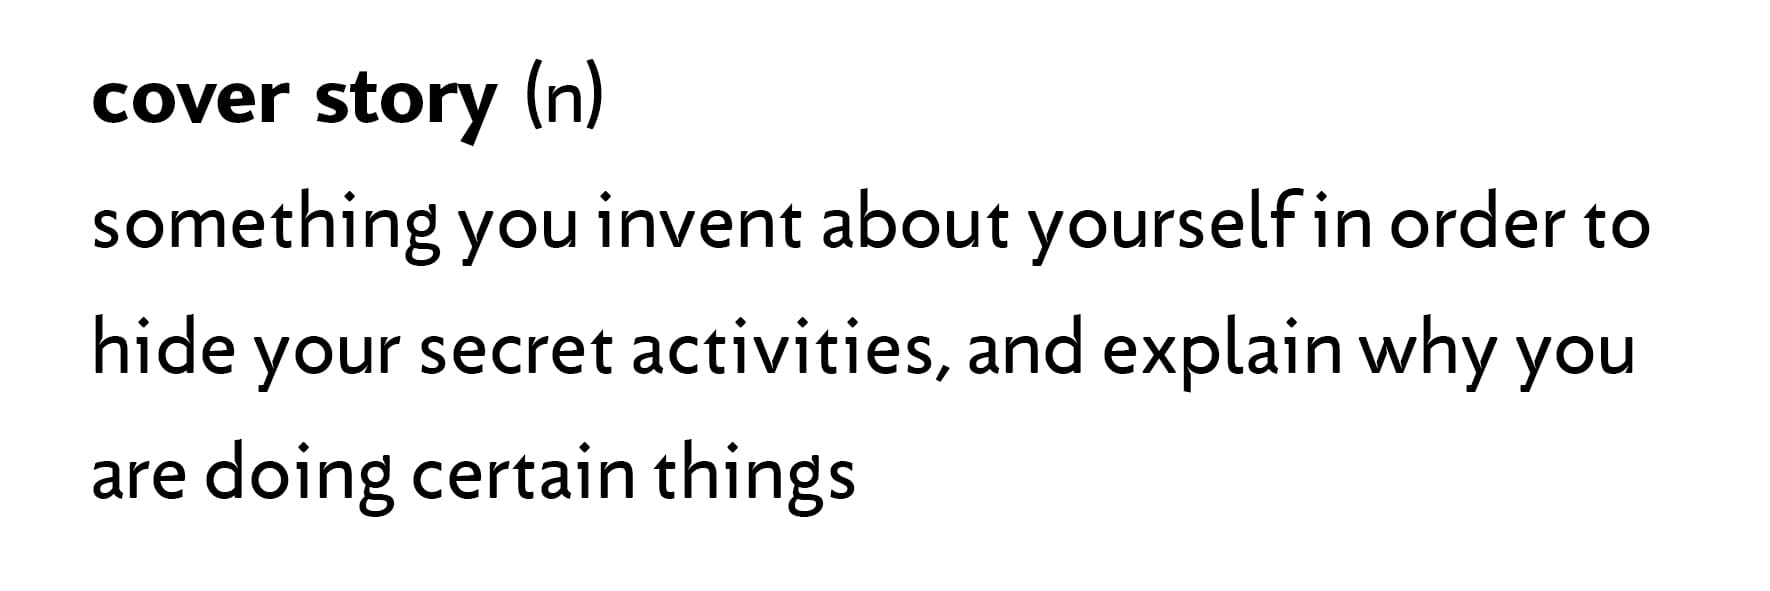 cover story (n)
something you invent about yourself in order to
hide your secret activities, and explain why you
are doing certain things